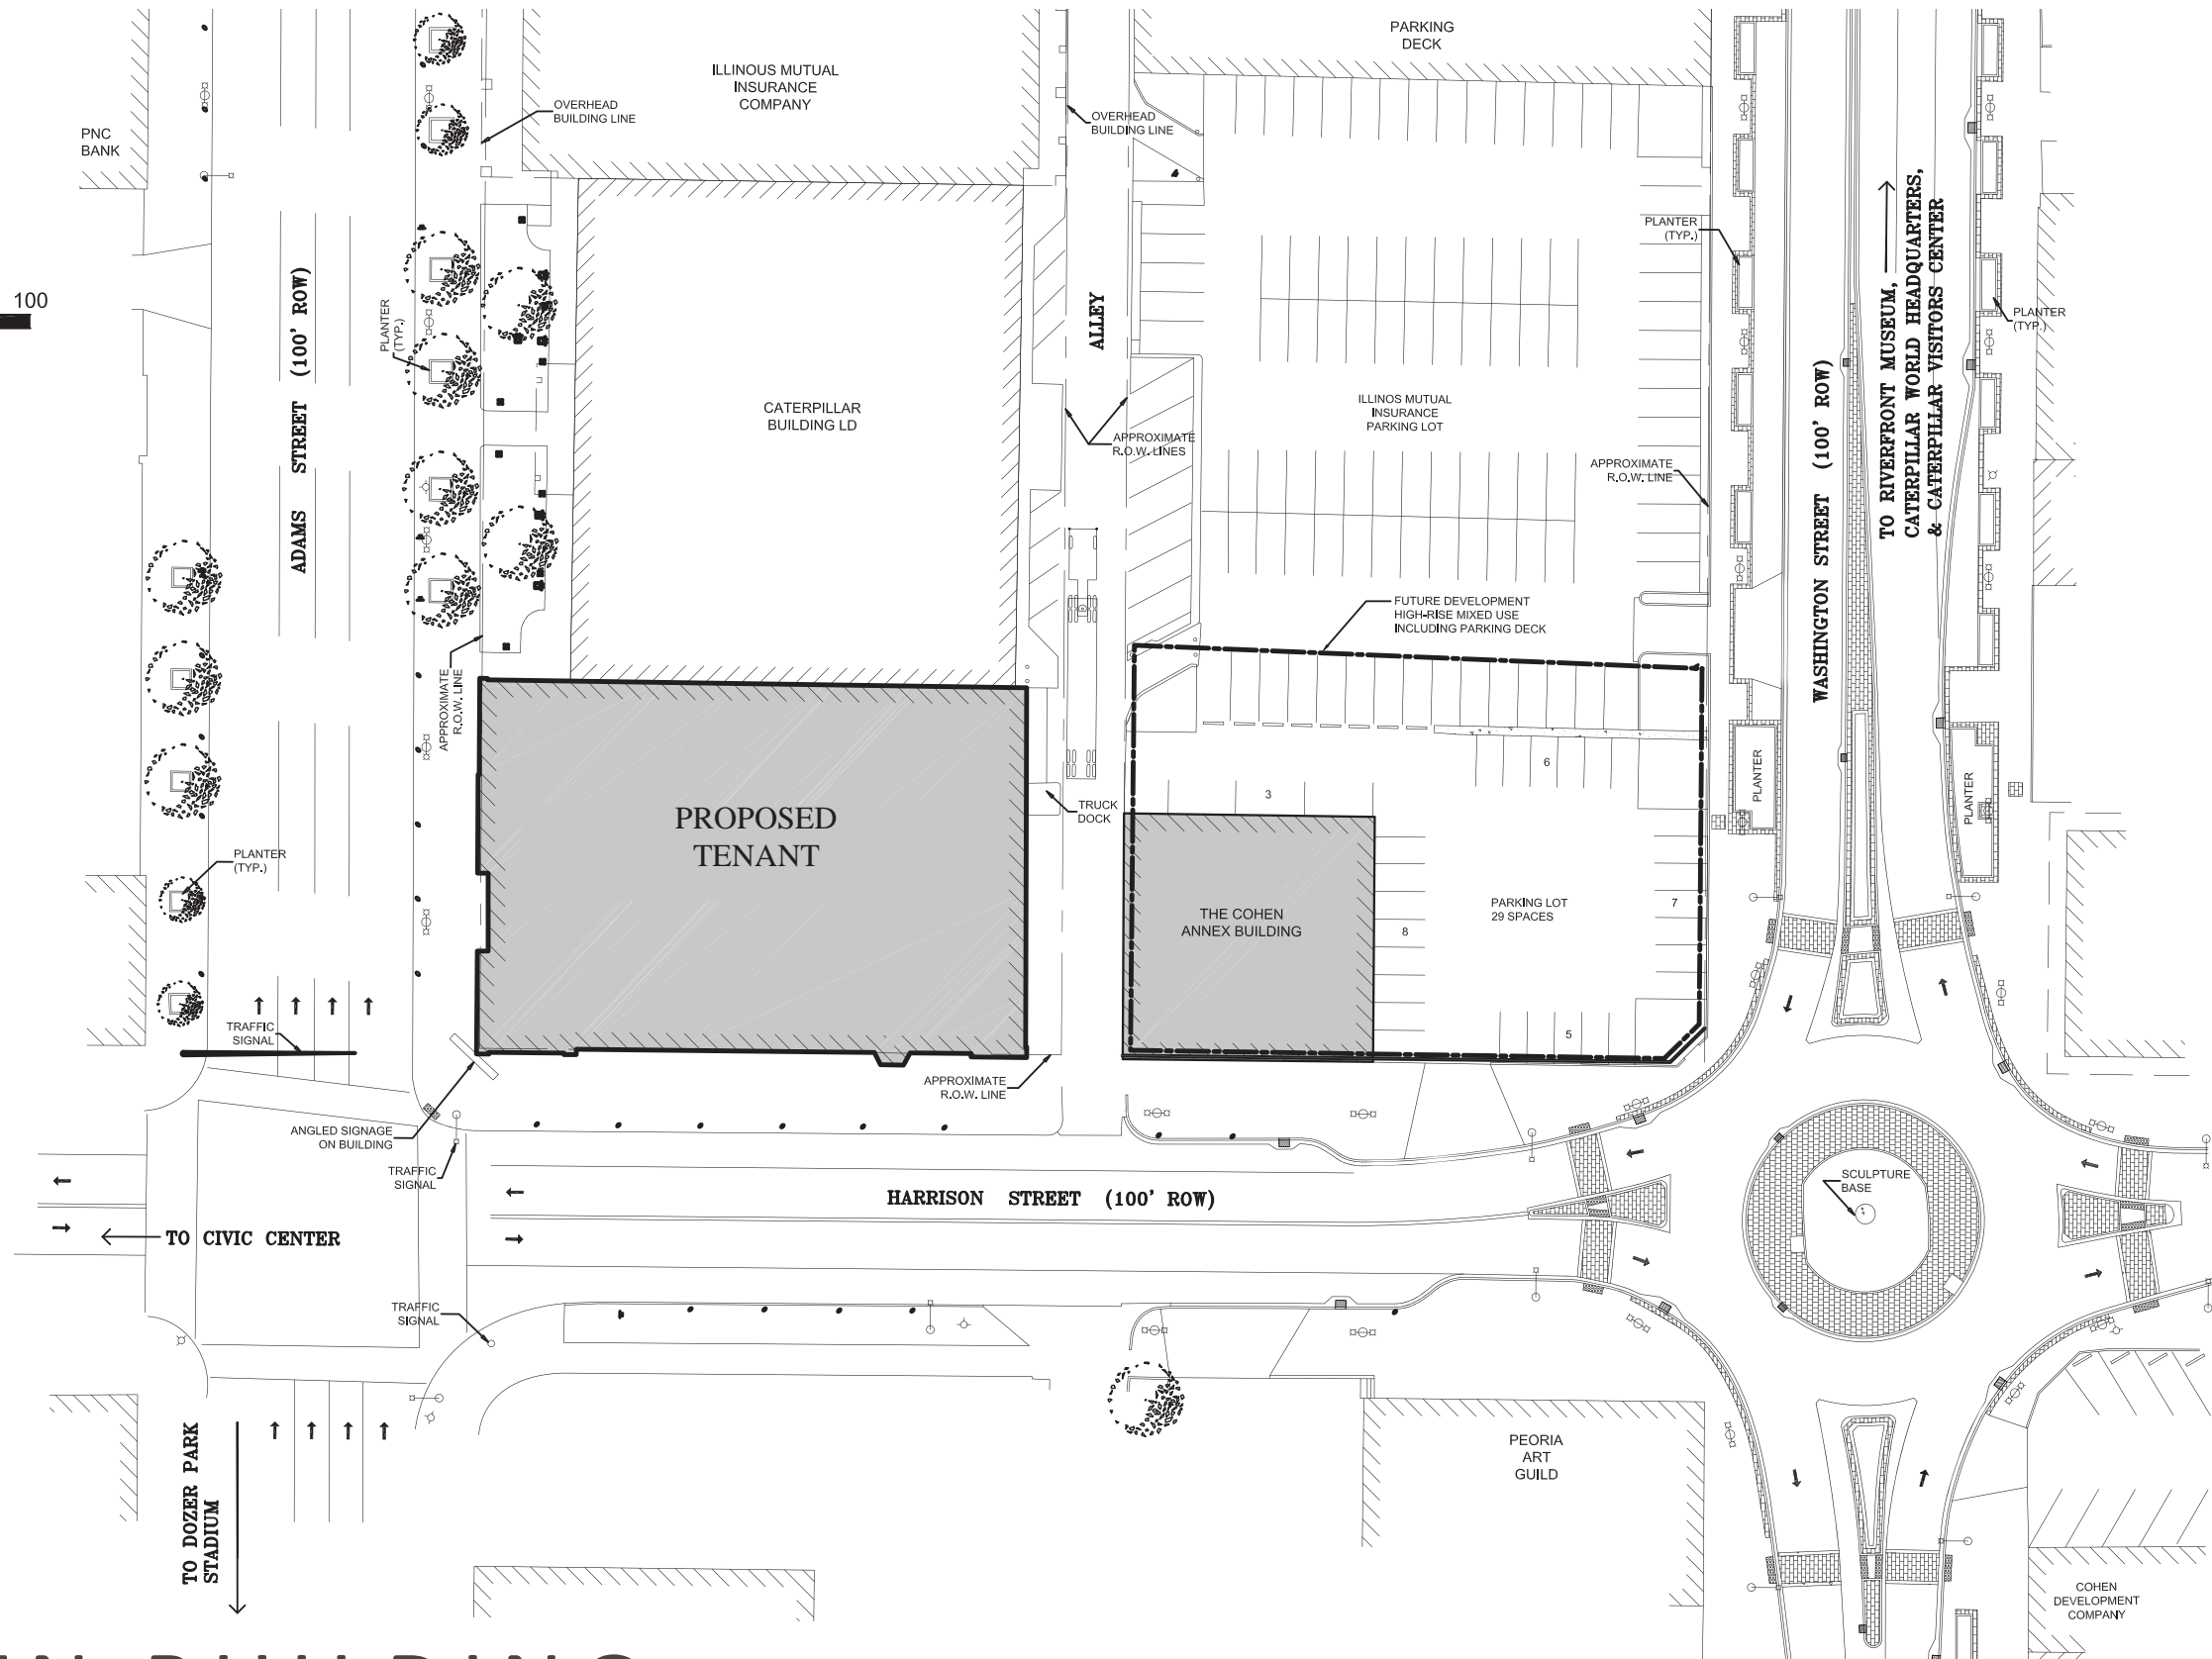 PARKING
DECK
ILLINOUS MUTUAL
INSURANCE
COMPANY
OVERHEAD
BUILDING LINE
OVERHEAD
BUILDING LINE
PNC
BANK
4
PLANTER
(TYP.)
TO RIVERFRONT MUSEUM,
CATERPILLAR WORLD HEADQUARTERS,
& CATERPILLAR VISITORS CENTER
100
ADAMS STREET (100' ROW)
PLANTER
(TYP.)
ALLEY
PLANTER
(TYP.)
WASHINGTON STREET (100' ROW)
CATERPILLAR
BUILDING LD
ILLINOS MUTUAL
INSURANCE
PARKING LOT
APPROXIMATE
R.O.W. LINES
APPROXIMATE
R.O.W. LINE
FUTURE DEVELOPMENT
HIGH-RISE MIXED USE
INCLUDING PARKING DECK
APPROXIMATE
R.O.W. LINE
PROPOSED
TENANT
TRUCK
DOCK
3
6
PLANTER
PLANTER
PLANTER
(TYP.)
THE COHEN
ANNEX BUILDING
8
PARKING LOT
29 SPACES
7
5
TRAFFIC
SIGNAL
APPROXIMATE
R.O.W. LINE
ANGLED SIGNAGE
ON BUILDING
TRAFFIC
SIGNAL
HARRISON STREET (100' ROW)
SCULPTURE
BASE
TO CIVIC CENTER
TRAFFIC
SIGNAL
TO DOZER PARK
STADIUM
PEORIA
ART
GUILD
COHEN
DEVELOPMENT
COMPANY